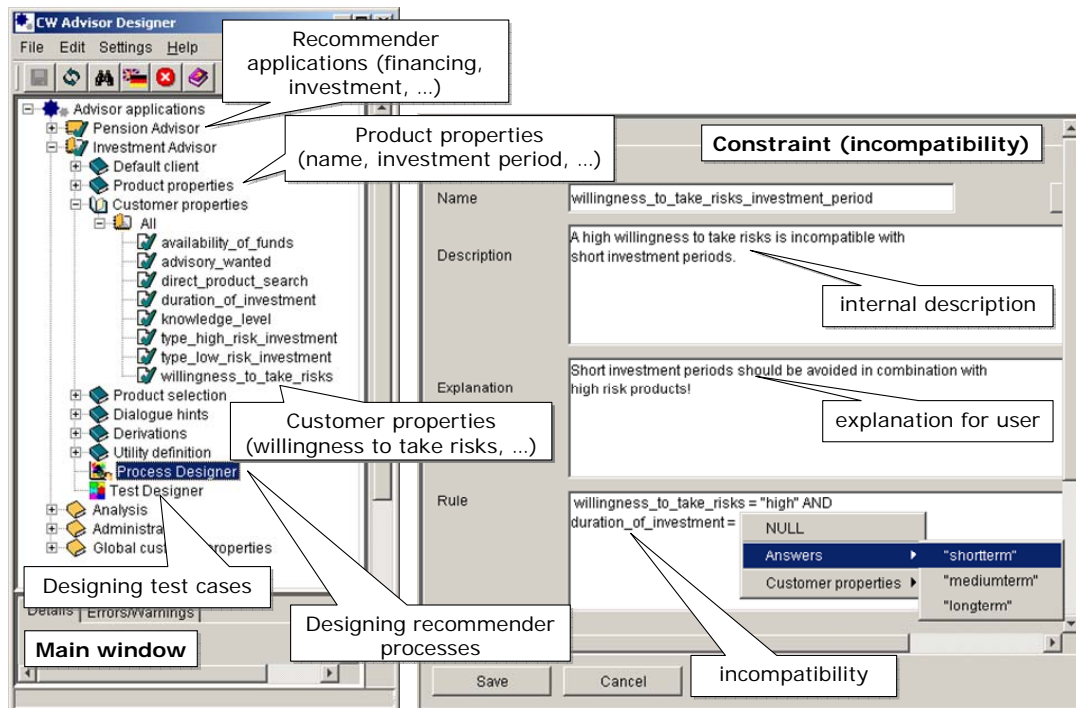 CW Advisor Designer
File Edit Settings Help
Recommender
applications (financing,
investment, ...)
Advisor applications
Pension Advisor
Investment Advisor
Default client
Product properties
Customer properties
All
availability_of_funds
advisory_wanted
direct_product_search
duration_of_investment
knowledge_level
type_high_risk_investment
type_low_risk_investment
willingness_to_take_risks
Product selection
Dialogue hints
Derivations
Utility definition
Process Designer
Test Designer
Analysis
Administra
Global cus properties
Product properties
(name, investment period, ...)
Customer properties
(willingness to take risks, ...)
Designing test cases
Designing recommender
processes
Details Errors/Warnings
Main window
Constraint (incompatibility)
Name
willingness_to_take_risks_investment_period
Description
A high willingness to take risks is incompatible with
short investment periods.
internal description
Explanation
Short investment periods should be avoided in combination with
high risk products!
explanation for user
Rule
willingness_to_take_risks = "high" AND
duration_of_investment =
NULL
Answers
Customer properties
"shortterm"
"mediumterm"
"longterm"
incompatibility
Save Cancel